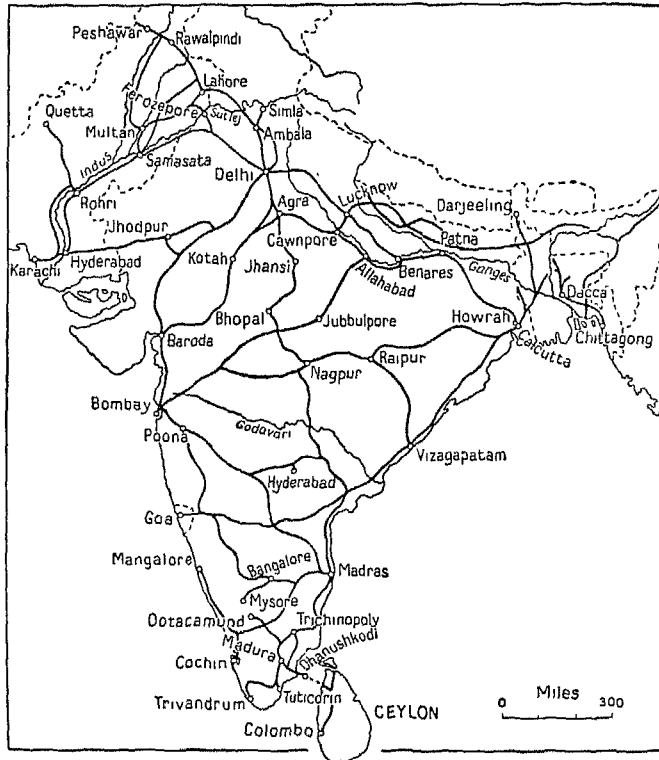 Peshawar
Rawalpindi
Lahore
Ferozepore
Sutlej
Simla
Quetta
Multan
Ambala
Indus
Samasata
Delhi
Rohri
Agra
Lucknow
Darjeeling
Jhodpur
Cawnpore
Patna
Karachi
Hyderabad
Kotah
Jhansi
Allahabad
Benares
Ganges
Dacca
Bhopal
Jubbulpore
Howrah
Chittagong
Baroda
Calcutta
Nagpur
Raipur
Bombay
Poona
Godavari
Hyderabad
Vizagapatam
Goa
Mangalore
Bangalore
Madras
Mysore
Ootacamund
Trichinopoly
Madura
Dhanushkodi
Cochin
Trivandrum
Tuticorin
CEYLON
Colombo
Miles
0 300